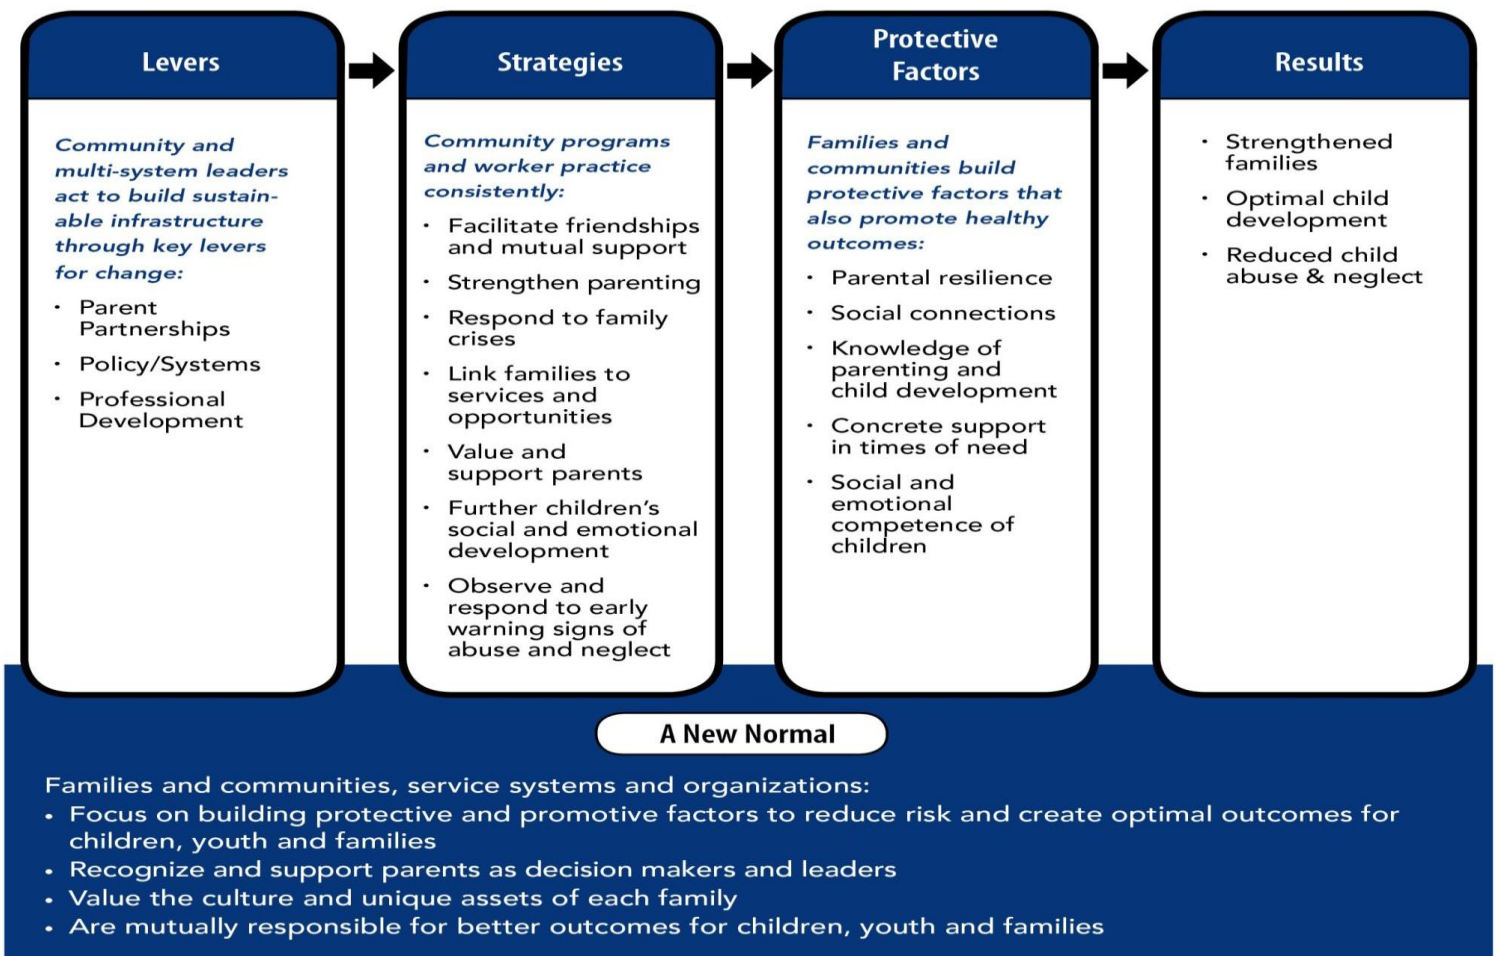 Levers
Community and
multi-system leaders
act to build sustain-
able infrastructure
through key levers
for change:
• Parent
Partnerships
• Policy/Systems
• Professional
Development
Strategies
Community programs
and worker practice
consistently:
• Facilitate friendships
and mutual support
• Strengthen parenting
• Respond to family
crises
• Link families to
services and
opportunities
• Value and
support parents
• Further children’s
social and emotional
development
• Observe and
respond to early
warning signs of
abuse and neglect
Protective
Factors
Families and
communities build
protective factors that
also promote healthy
outcomes:
• Parental resilience
• Social connections
• Knowledge of
parenting and
child development
• Concrete support
in times of need
• Social and
emotional
competence of
children
Results
• Strengthened
families
• Optimal child
development
• Reduced child
abuse & neglect
A New Normal
Families and communities, service systems and organizations:
• Focus on building protective and promotive factors to reduce risk and create optimal outcomes for
children, youth and families
• Recognize and support parents as decision makers and leaders
• Value the culture and unique assets of each family
• Are mutually responsible for better outcomes for children, youth and families